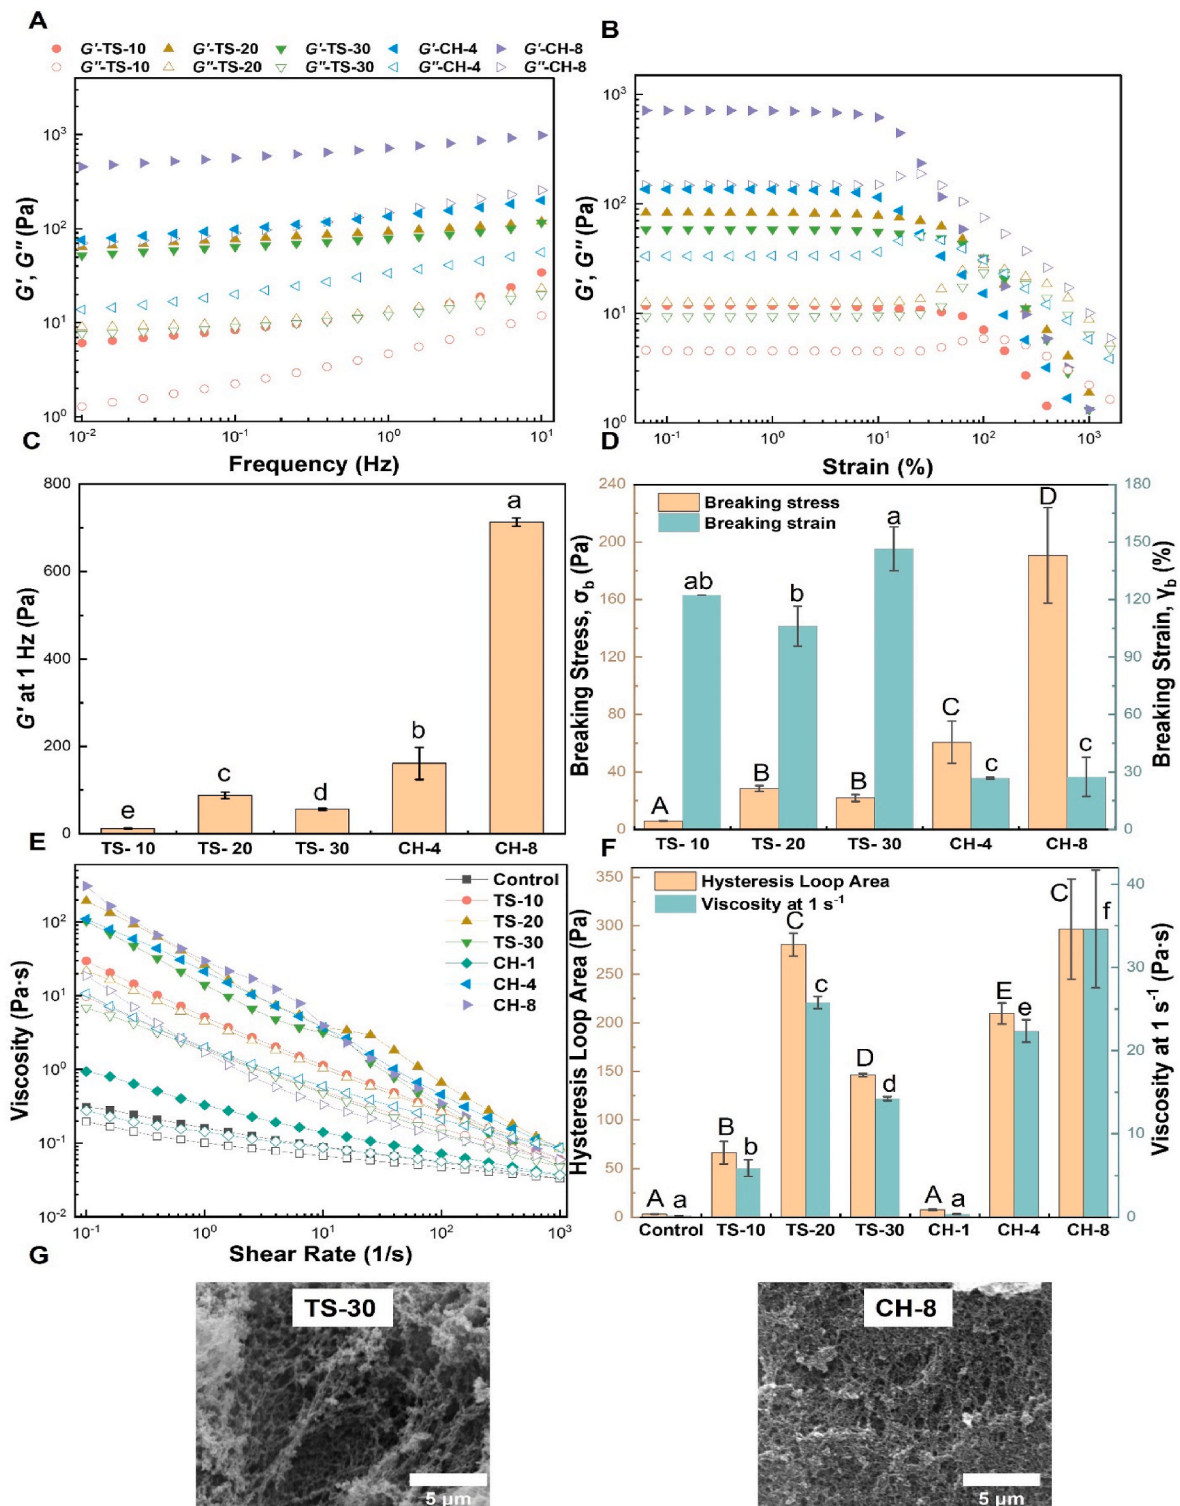 A
G'-TS-10 G'-TS-20 G'-TS-30 G'-CH-4 G'-CH-8
G"-TS-10 G"-TS-20 G"-TS-30 G"-CH-4 G"-CH-8
G', G" (Pa)
10³
10²
10¹
10⁰
10⁻² 10⁻¹ 10⁰ 10¹
Frequency (Hz)
B
G', G" (Pa)
10³
10²
10¹
10⁰
10⁻¹ 10⁰ 10¹ 10² 10³
Strain (%)
C
G' at 1 Hz (Pa)
800
600
400
200
0
e c d b a
TS- 10 TS- 20 TS- 30 CH-4 CH-8
D
Breaking stress
Breaking strain
Breaking Stress, σb (Pa)
240
200
160
120
80
40
0
Breaking Strain, γb (%)
180
150
120
90
60
30
0
A ab B b B a C c D c
TS- 10 TS- 20 TS- 30 CH-4 CH-8
E
Control
TS-10
TS-20
TS-30
CH-1
CH-4
CH-8
Viscosity (Pa·s)
10²
10¹
10⁰
10⁻¹
10⁻²
10⁻¹ 10⁰ 10¹ 10² 10³
Shear Rate (1/s)
F
Hysteresis Loop Area
Viscosity at 1 s⁻¹
Hysteresis Loop Area (Pa)
350
300
250
200
150
100
50
0
Viscosity at 1 s⁻¹ (Pa·s)
40
30
20
10
0
A a B b C c D d A a E e C f
Control TS-10 TS-20 TS-30 CH-1 CH-4 CH-8
G
TS-30
5 μm
CH-8
5 μm